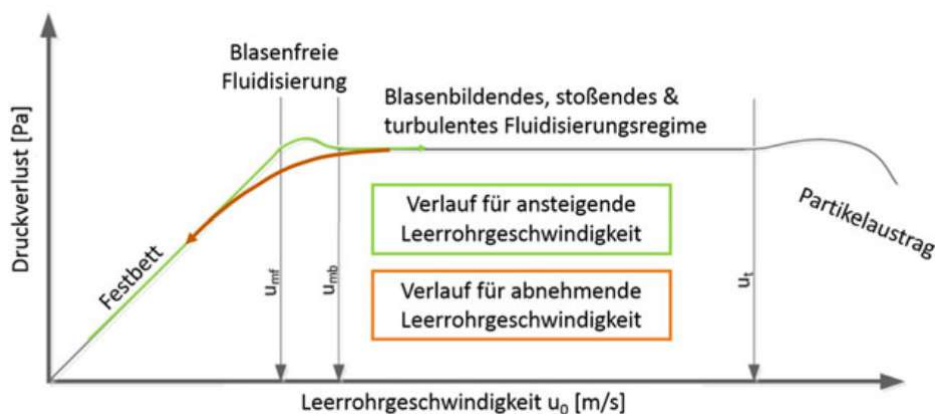 Blasenfreie
Fluidisierung
Blasenbildendes, stoßendes &
turbulentes Fluidisierungsregime
Druckverlust [Pa]
Verlauf für ansteigende
Leerrohrgeschwindigkeit
Partikelaustrag
Festbett
u_mf
u_mb
u_t
Verlauf für abnehmende
Leerrohrgeschwindigkeit
Leerrohrgeschwindigkeit u_0 [m/s]